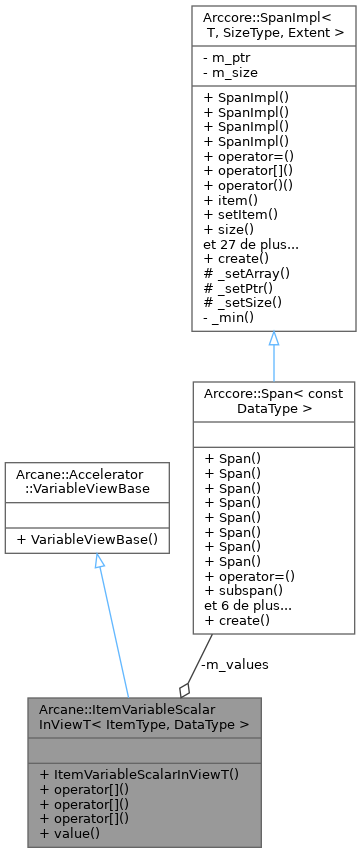 Arccore::SpanImpl<
T, SizeType, Extent >
- m_ptr
- m_size
+ SpanImpl()
+ SpanImpl()
+ SpanImpl()
+ SpanImpl()
+ operator=()
+ operator[]()
+ operator()()
+ item()
+ setItem()
+ size()
et 27 de plus...
+ create()
# _setArray()
# _setPtr()
# _setSize()
- _min()
Arccore::Span< const
DataType >
+ Span()
+ Span()
+ Span()
+ Span()
+ Span()
+ Span()
+ Span()
+ Span()
+ operator=()
+ subspan()
et 6 de plus...
+ create()
Arcane::Accelerator
::VariableViewBase
+ VariableViewBase()
-m_values
Arcane::ItemVariableScalar
InViewT< ItemType, DataType >
+ ItemVariableScalarInViewT()
+ operator[]()
+ operator[]()
+ operator[]()
+ value()